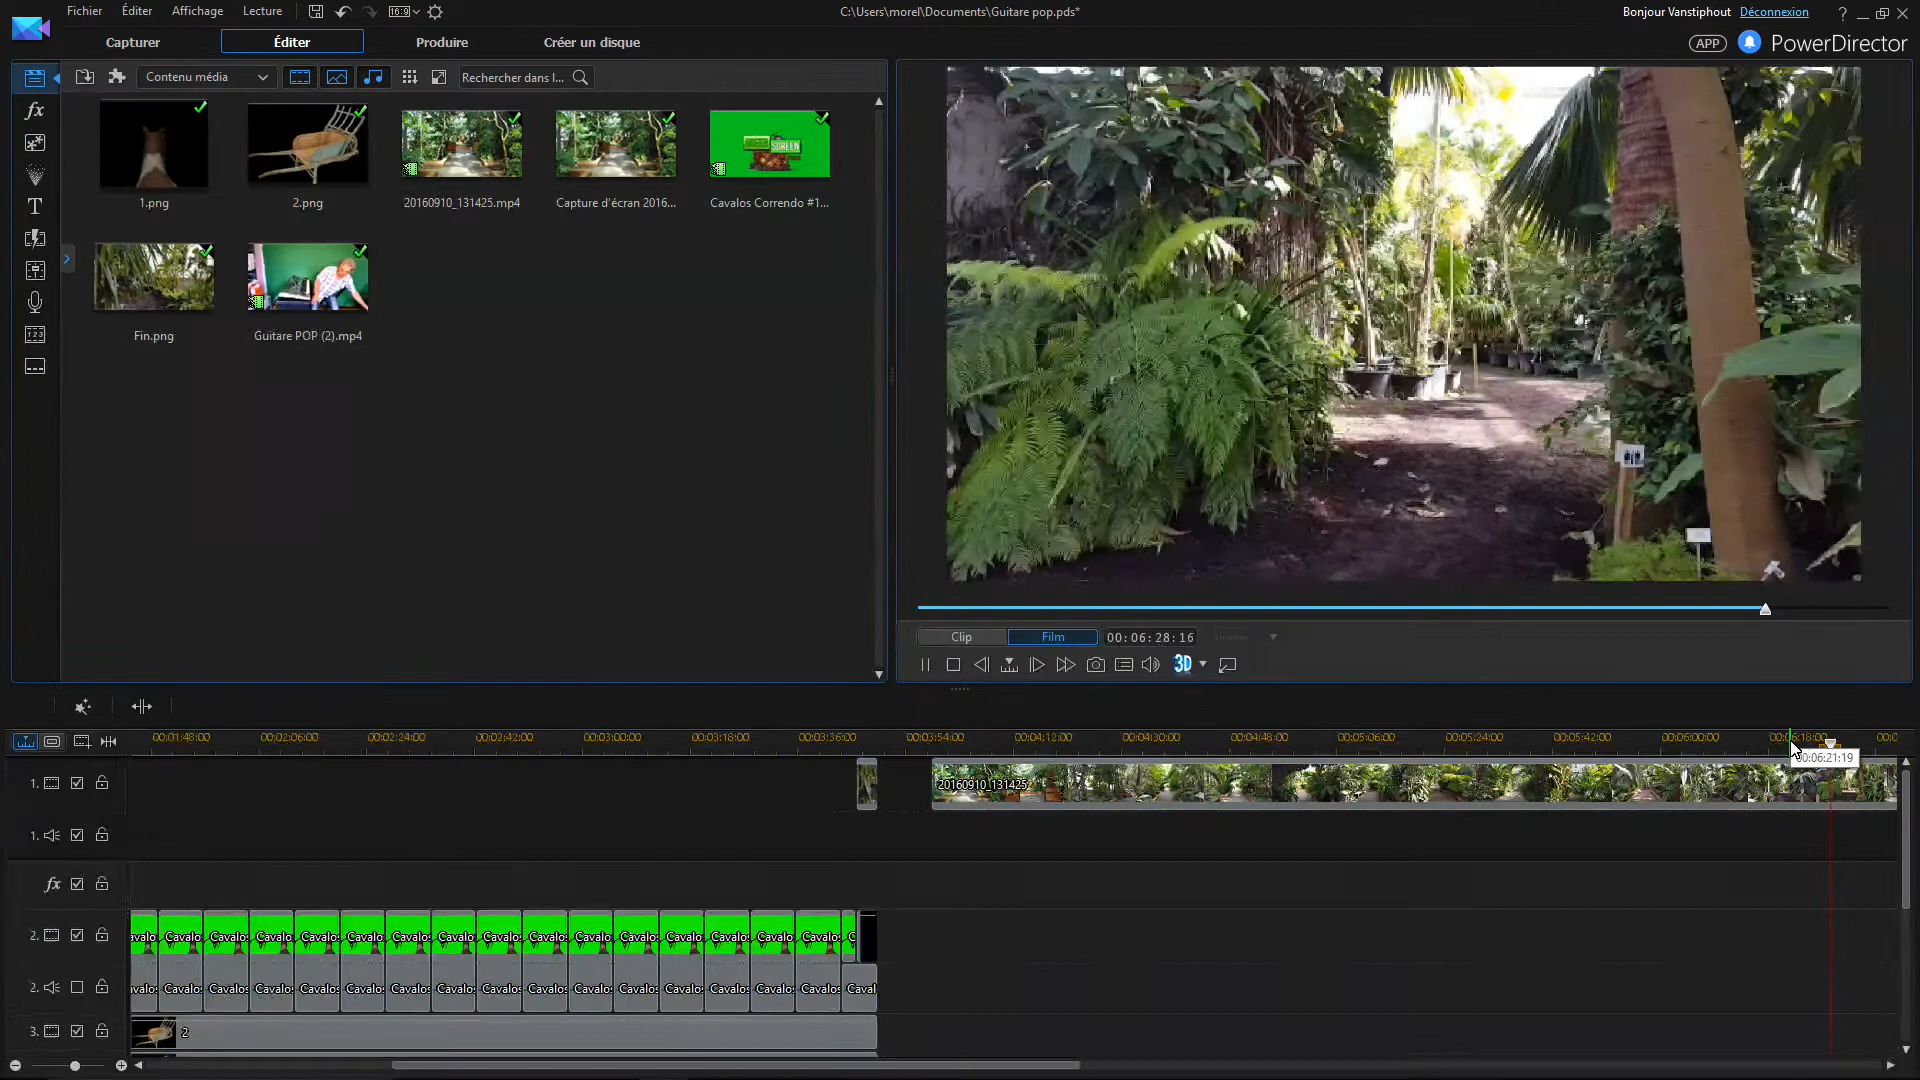 Fichier Éditer Affichage Lecture 16:9 C:\Users\morel\Documents\Guitare pop.pds* Bonjour Vanstiphout Déconnexion ?
Capturer Éditer Produire Créer un disque APP PowerDirector
Contenu média Rechercher dans l...
fx
T
GREEN SCREEN
1.png 2.png 20160910_131425.mp4 Capture d'écran 2016... Cavalos Correndo #1...
Fin.png Guitare POP (2).mp4
Clip Film 00:06:28:16
3D
00:01:48:00 00:02:06:00 00:02:24:00 00:02:42:00 00:03:00:00 00:03:18:00 00:03:36:00 00:03:54:00 00:04:12:00 00:04:30:00 00:04:48:00 00:05:06:00 00:05:24:00 00:05:42:00 00:06:00:00 00:06:18:00
00:06:21:19
1. 20160910_131425
1.
fx
2. avalo Cavalo Cavalo Cavalo Cavalo Cavalo Cavalo Cavalo Cavalo Cavalo Cavalo Cavalo Cavalo Cavalo Cavalo Cavalo C
2. avalo Cavalo Cavalo Cavalo Cavalo Cavalo Cavalo Cavalo Cavalo Cavalo Cavalo Cavalo Cavalo Cavalo Cavalo Cavalo Caval
3. 2